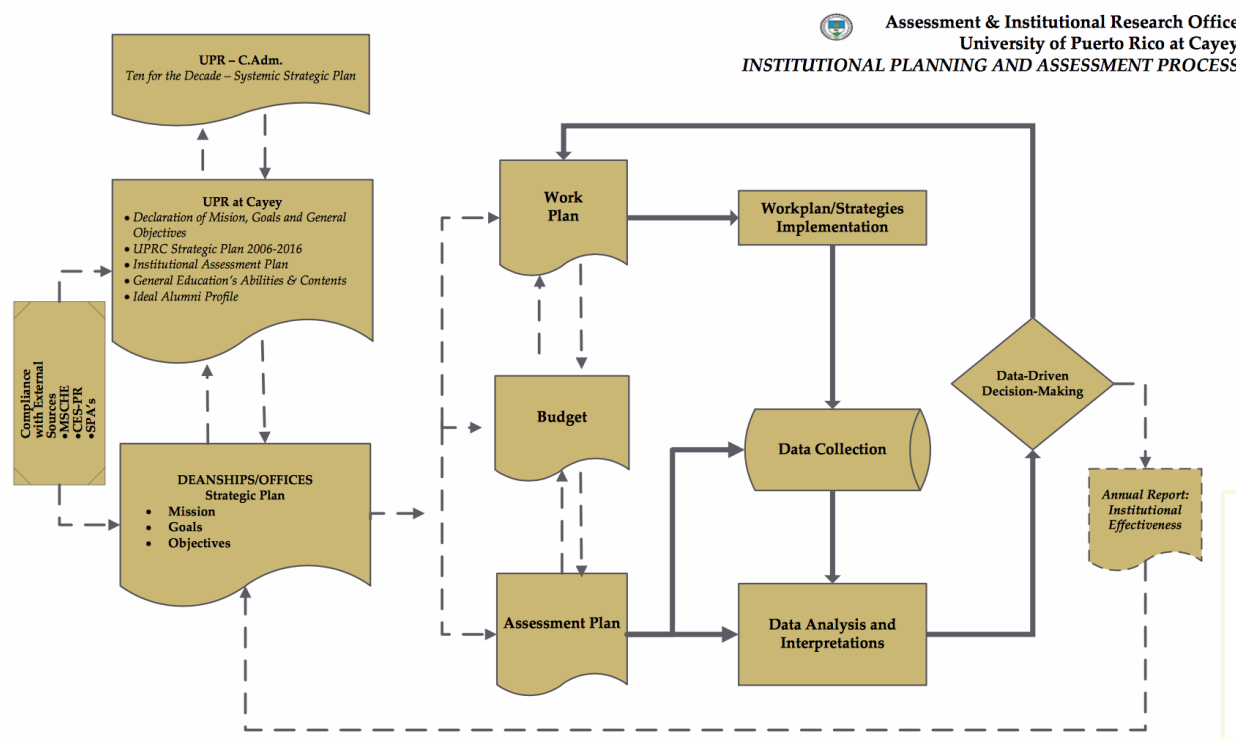 Assessment & Institutional Research Office
University of Puerto Rico at Cayey
INSTITUTIONAL PLANNING AND ASSESSMENT PROCESS
UPR – C.Adm.
Ten for the Decade – Systemic Strategic Plan
UPR at Cayey
• Declaration of Mision, Goals and General
Objectives
• UPRC Strategic Plan 2006-2016
• Institutional Assessment Plan
• General Education's Abilities & Contents
• Ideal Alumni Profile
Compliance
with External
Sources
•MSCHE
•CES-PR
•SPA's
DEANSHIPS/OFFICES
Strategic Plan
• Mission
• Goals
• Objectives
Work
Plan
Budget
Assessment Plan
Workplan/Strategies
Implementation
Data Collection
Data Analysis and
Interpretations
Data-Driven
Decision-Making
Annual Report:
Institutional
Effectiveness